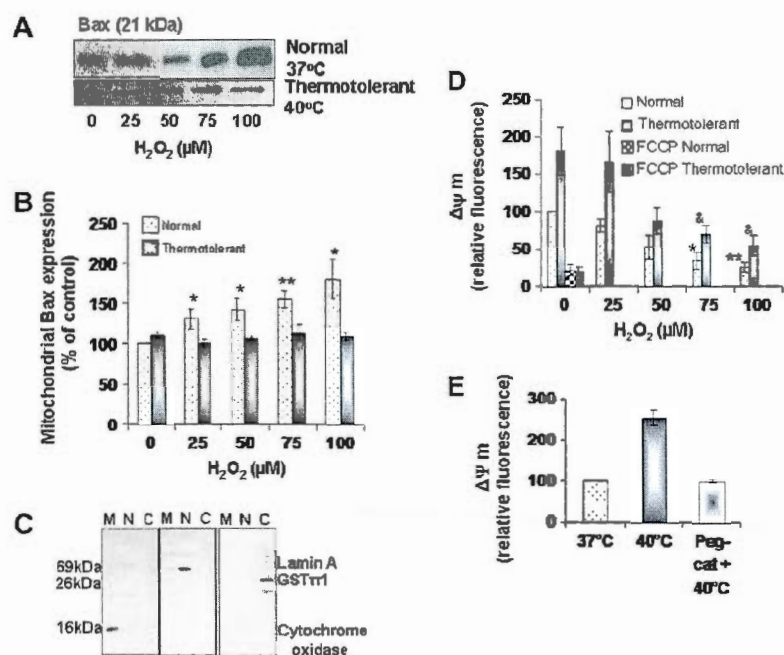 A
Bax (21 kDa)
Normal
37°C
Thermotolerant
40°C
0 25 50 75 100
H₂O₂ (µM)
B
Mitochondrial Bax expression
(% of control)
250
200
150
100
50
0
Normal
Thermotolerant
* * ** *
0 25 50 75 100
H₂O₂ (µM)
C
M N C M N C M N C
69kDa
26kDa
16kDa
Lamin A
GSTπ1
Cytochrome
oxidase
D
Δψ m
(relative fluorescence)
250
200
150
100
50
0
Normal
Thermotolerant
FCCP Normal
FCCP Thermotolerant
* & ** &
0 25 50 75 100
H₂O₂ (µM)
E
ΔΨ m
(relative fluorescence)
300
200
100
0
37°C 40°C Peg-
cat +
40°C